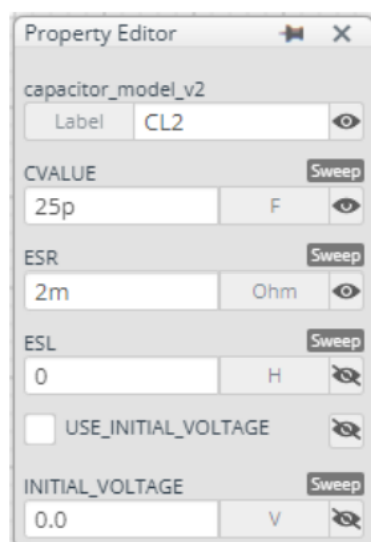 Property Editor
capacitor_model_v2
Label CL2
CVALUE Sweep
25p F
ESR Sweep
2m Ohm
ESL Sweep
0 H
USE_INITIAL_VOLTAGE
INITIAL_VOLTAGE Sweep
0.0 V